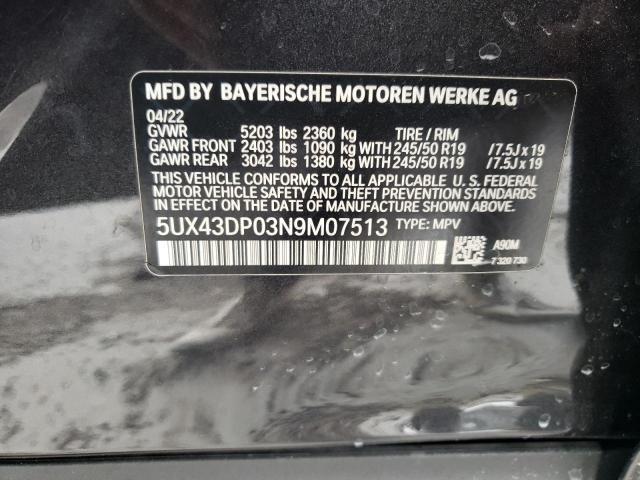 MFD BY BAYERISCHE MOTOREN WERKE AG
04/22
GVWR 5203 lbs 2360 kg TIRE / RIM
GAWR FRONT 2403 lbs 1090 kg WITH 245/50 R19 /7.5J x 19
GAWR REAR 3042 lbs 1380 kg WITH 245/50 R19 /7.5J x 19
THIS VEHICLE CONFORMS TO ALL APPLICABLE U.S. FEDERAL
MOTOR VEHICLE SAFETY AND THEFT PREVENTION STANDARDS
IN EFFECT ON THE DATE OF MANUFACTURE SHOWN ABOVE.
5UX43DP03N9M07513 TYPE: MPV
A90M
7 320 730